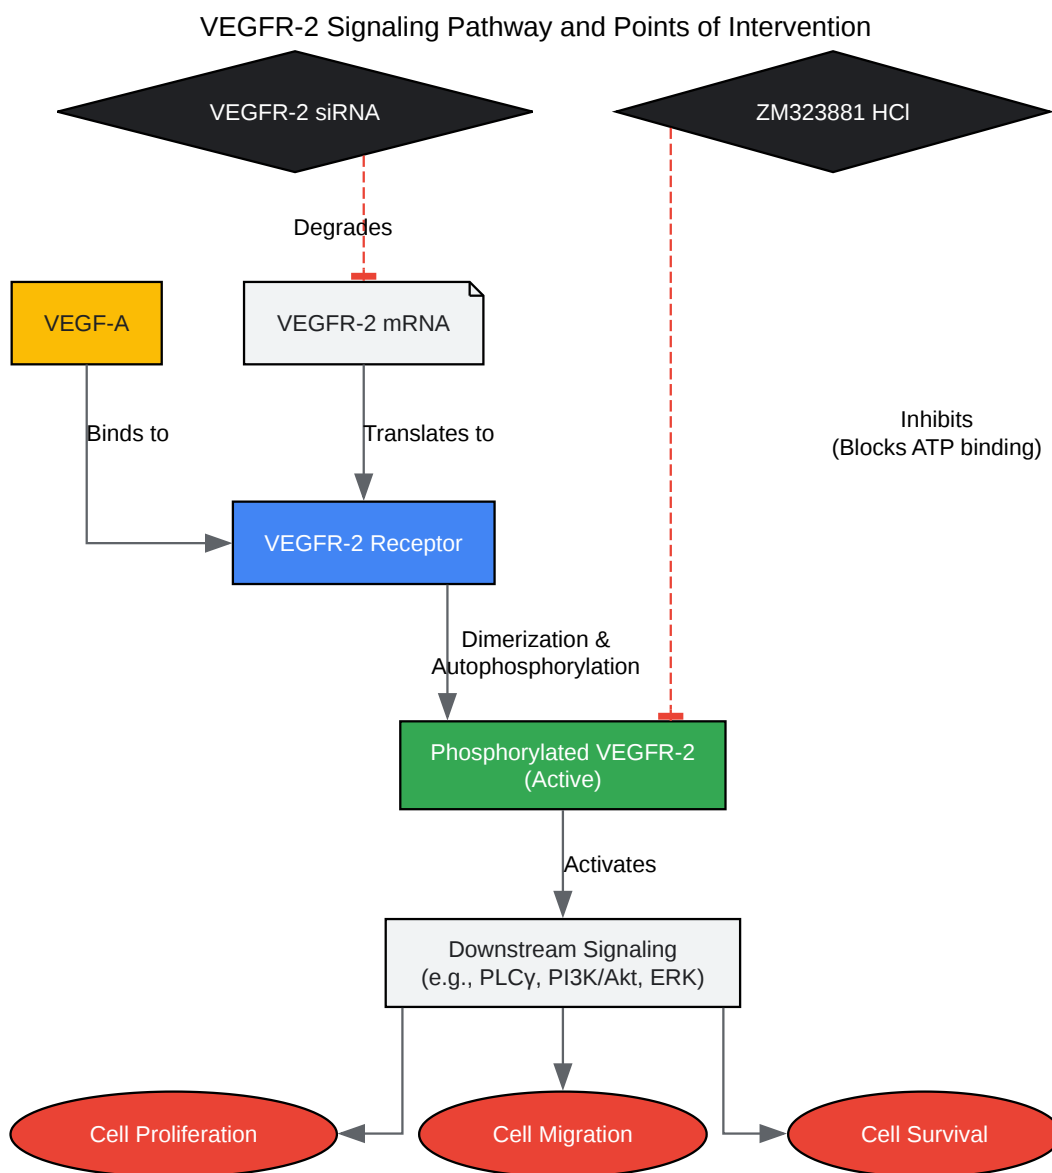 VEGFR-2 Signaling Pathway and Points of Intervention
VEGFR-2 siRNA
ZM323881 HCl
Degrades
VEGF-A
VEGFR-2 mRNA
Inhibits
(Blocks ATP binding)
Binds to
Translates to
VEGFR-2 Receptor
Dimerization &
Autophosphorylation
Phosphorylated VEGFR-2
(Active)
Activates
Downstream Signaling
(e.g., PLCγ, PI3K/Akt, ERK)
Cell Proliferation
Cell Migration
Cell Survival